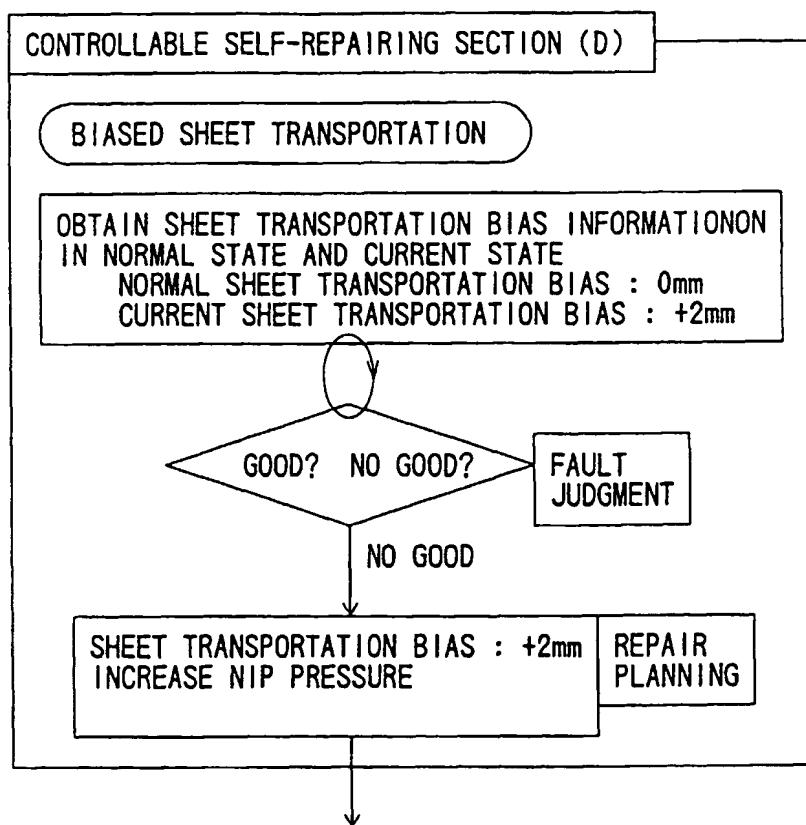 CONTROLLABLE SELF-REPAIRING SECTION (D)
BIASED SHEET TRANSPORTATION
OBTAIN SHEET TRANSPORTATION BIAS INFORMATIONON
IN NORMAL STATE AND CURRENT STATE
NORMAL SHEET TRANSPORTATION BIAS : 0mm
CURRENT SHEET TRANSPORTATION BIAS : +2mm
GOOD? NO GOOD?
FAULT
JUDGMENT
NO GOOD
SHEET TRANSPORTATION BIAS : +2mm
INCREASE NIP PRESSURE
REPAIR
PLANNING